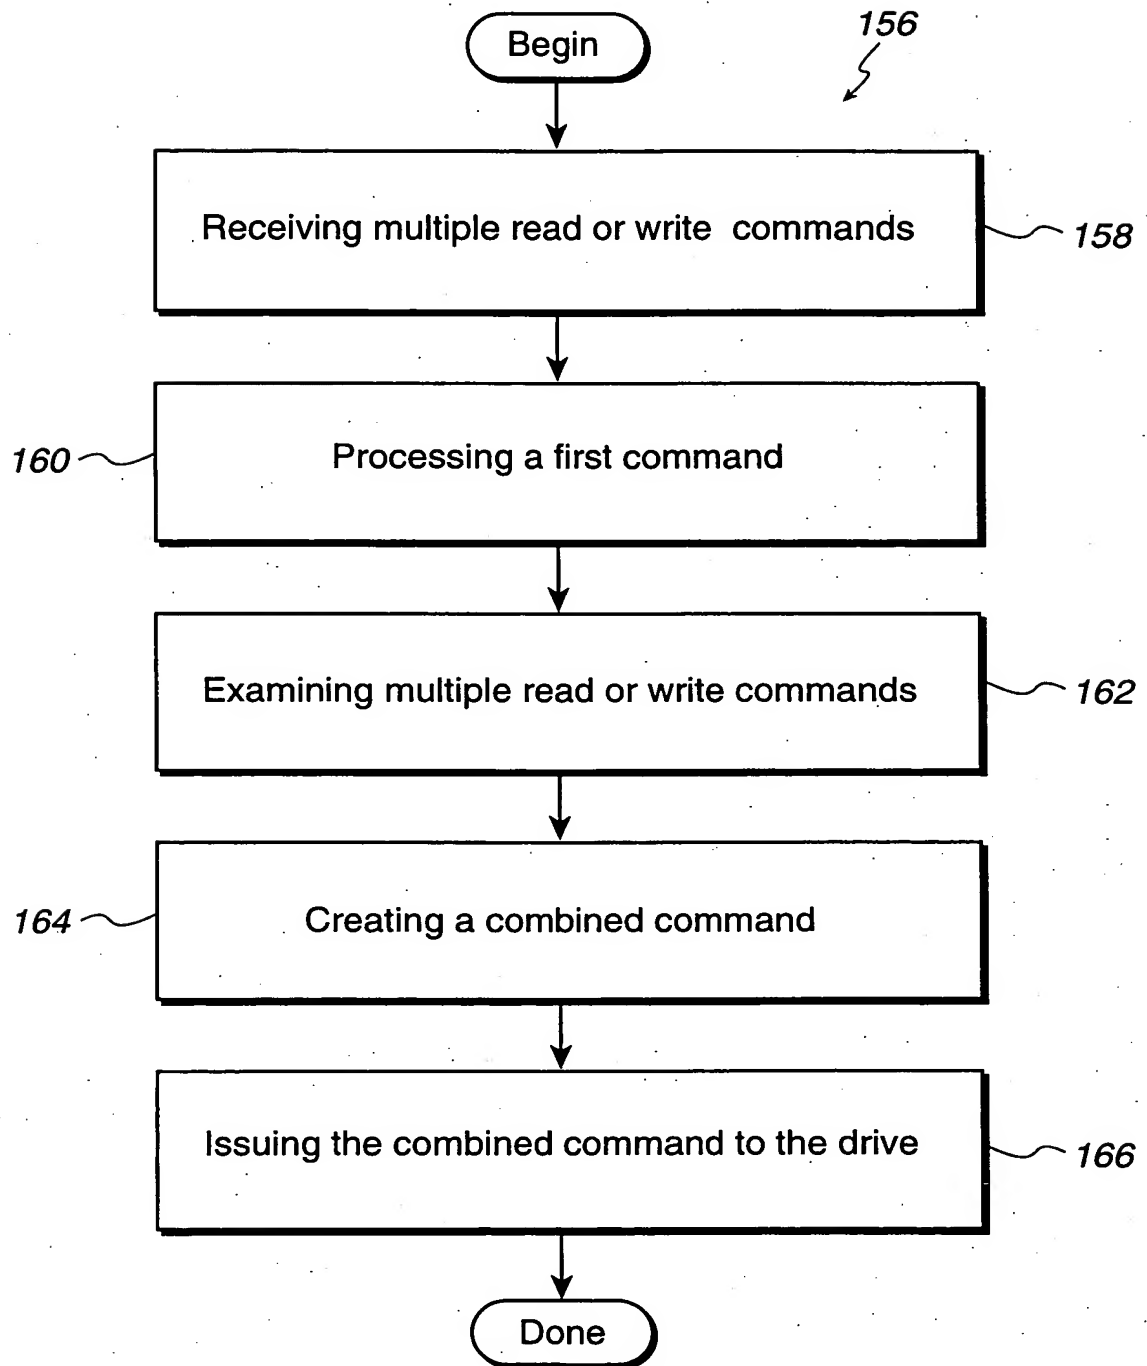 Begin
156
Receiving multiple read or write commands
158
160
Processing a first command
Examining multiple read or write commands
162
164
Creating a combined command
Issuing the combined command to the drive
166
Done